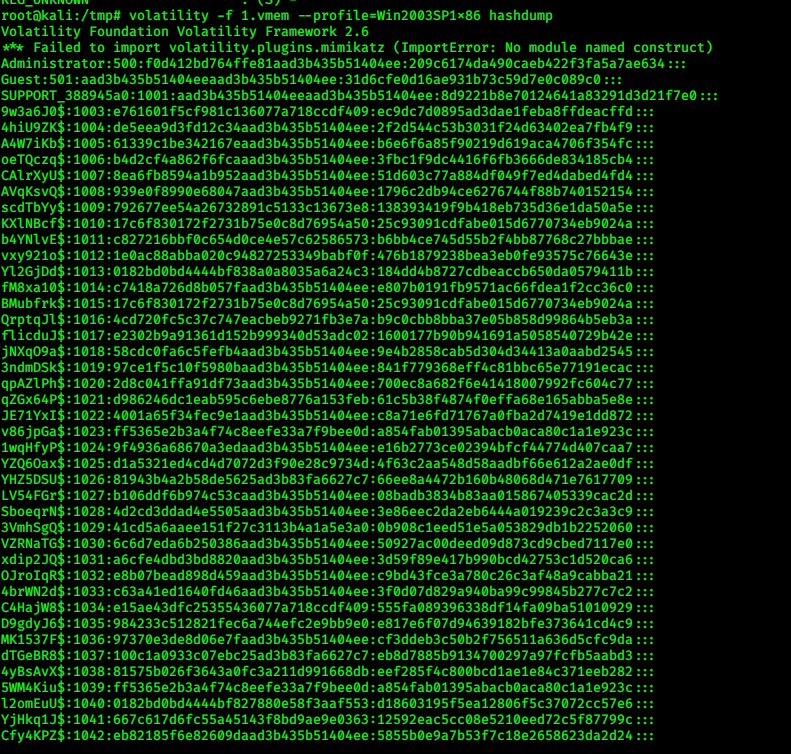 root@kali:/tmp# volatility -f 1.vmem --profile=Win2003SP1×86 hashdump
Volatility Foundation Volatility Framework 2.6
*** Failed to import volatility.plugins.mimikatz (ImportError: No module named construct)
Administrator:500:f0d412bd764ffe81aad3b435b51404ee:209c6174da490caeb422f3fa5a7ae634:::
Guest:501:aad3b435b51404eeaad3b435b51404ee:31d6cfe0d16ae931b73c59d7e0c089c0:::
SUPPORT_388945a0:1001:aad3b435b51404eeaad3b435b51404ee:8d9221b8e70124641a83291d3d21f7e0:::
9w3a6J0$:1003:e761601f5cf981c136077a718ccdf409:ec9dc7d0895ad3dae1feba8ffdeacffd:::
4hiU9ZK$:1004:de5eea9d3fd12c34aad3b435b51404ee:2f2d544c53b3031f24d63402ea7fb4f9:::
A4W7iKb$:1005:61339c1be342167eaad3b435b51404ee:b6e6f6a85f90219d619aca4706f354fc:::
oeTQczq$:1006:b4d2cf4a862f6fcaaad3b435b51404ee:3fbc1f9dc4416f6fb3666de834185cb4:::
CAlrXyU$:1007:8ea6fb8594a1b952aad3b435b51404ee:51d603c77a884df049f7ed4dabed4fd4:::
AVqKsvQ$:1008:939e0f8990e68047aad3b435b51404ee:1796c2db94ce6276744f88b740152154:::
scdTbYy$:1009:792677ee54a26732891c5133c13673e8:138393419f9b418eb735d36e1da50a5e:::
KXlNBcf$:1010:17c6f830172f2731b75e0c8d76954a50:25c93091cdfabe015d6770734eb9024a:::
b4YNlvE$:1011:c827216bbf0c654d0ce4e57c62586573:b6bb4ce745d55b2f4bb87768c27bbbae:::
vxy921o$:1012:1e0ac88abba020c94827253349babf0f:476b1879238bea3eb0fe93575c76643e:::
Yl2GjDd$:1013:0182bd0bd4444bf838a0a8035a6a24c3:184dd4b8727cdbeaccb650da0579411b:::
fM8xa10$:1014:c7418a726d8b057faad3b435b51404ee:e807b0191fb9571ac66fdea1f2cc36c0:::
BMubfrk$:1015:17c6f830172f2731b75e0c8d76954a50:25c93091cdfabe015d6770734eb9024a:::
QrptqJl$:1016:4cd720fc5c37c747eacbeb9271fb3e7a:b9c0cbb8bba37e05b858d99864b5eb3a:::
flicduJ$:1017:e2302b9a91361d152b999340d53adc02:1600177b90b941691a5058540729b42e:::
jNXqO9a$:1018:58cdc0fa6c5fefb4aad3b435b51404ee:9e4b2858cab5d304d34413a0aabd2545:::
3ndmDSk$:1019:97ce1f5c10f5980baad3b435b51404ee:841f779368eff4c81bbc65e77191ecac:::
qpAZlPh$:1020:2d8c041ffa91df73aad3b435b51404ee:700ec8a682f6e41418007992fc604c77:::
qZGx64P$:1021:d986246dc1eab595c6ebe8776a153feb:61c5b38f4874f0effa68e165abba5e8e:::
JE71YxI$:1022:4001a65f34fec9e1aad3b435b51404ee:c8a71e6fd71767a0fba2d7419e1dd872:::
v86jpGa$:1023:ff5365e2b3a4f74c8eefe33a7f9bee0d:a854fab01395abacb0aca80c1a1e923c:::
1wqHfyP$:1024:9f4936a68670a3edaad3b435b51404ee:e16b2773ce02394bfcf44774d407caa7:::
YZQ6Oax$:1025:d1a5321ed4cd4d7072d3f90e28c9734d:4f63c2aa548d58aadbf66e612a2ae0df:::
YHZ5DSU$:1026:81943b4a2b58de5625ad3b83fa6627c7:66ee8a4472b160b48068d471e7617709:::
LV54FGr$:1027:b106ddf6b974c53caad3b435b51404ee:08badb3834b83aa015867405339cac2d:::
SboeqrN$:1028:4d2cd3ddad4e5505aad3b435b51404ee:3e86eec2da2eb6444a019239c2c3a3c9:::
3VmhSgQ$:1029:41cd5a6aaee151f27c3113b4a1a5e3a0:0b908c1eed51e5a053829db1b2252060:::
VZRNaTG$:1030:6c6d7eda6b250386aad3b435b51404ee:50927ac00deed09d873cd9cbed7117e0:::
xdip2JQ$:1031:a6cfe4dbd3bd8820aad3b435b51404ee:3d59f89e417b990bcd42753c1d520ca6:::
OJroIqR$:1032:e8b07bead898d459aad3b435b51404ee:c9bd43fce3a780c26c3af48a9cabba21:::
4brWN2d$:1033:c63a41ed1640fd46aad3b435b51404ee:3f0d07d829a940ba99c99845b277c7c2:::
C4HajW8$:1034:e15ae43dfc25355436077a718ccdf409:555fa089396338df14fa09ba51010929:::
D9gdyJ6$:1035:984233c512821fec6a744efc2e9bb9e0:e817e6f07d94639182bfe373641cd4c9:::
MK1537F$:1036:97370e3de8d06e7faad3b435b51404ee:cf3ddeb3c50b2f756511a636d5cfc9da:::
dTGeBR8$:1037:100c1a0933c07ebc25ad3b83fa6627c7:eb8d7885b9134700297a97fcfb5aabd3:::
4yBsAvX$:1038:81575b026f3643a0fc3a211d991668db:eef285f4c800bcd1ae1e84c371eeb282:::
5WM4Kiu$:1039:ff5365e2b3a4f74c8eefe33a7f9bee0d:a854fab01395abacb0aca80c1a1e923c:::
l2omEuU$:1040:0182bd0bd4444bf827880e58f3aaf553:d18603195f5ea12806f5c37072cc57e6:::
YjHkq1J$:1041:667c617d6fc55a45143f8bd9ae9e0363:12592eac5cc08e5210eed72c5f87799c:::
Cfy4KPZ$:1042:eb82185f6e82609daad3b435b51404ee:5855b0e9a7b53f7c18e2658623da2d24:::